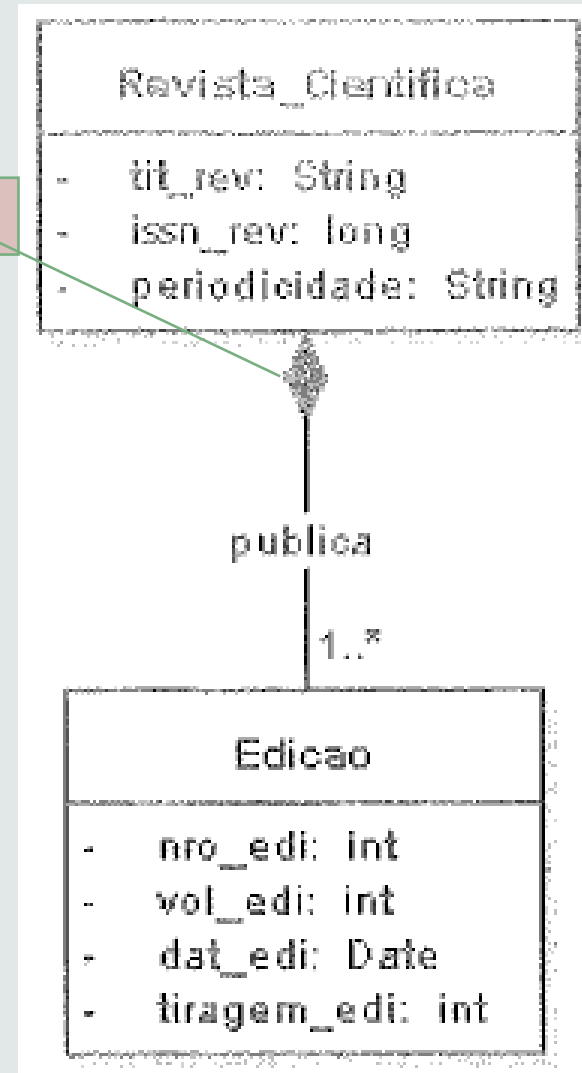 Revista_Cientifica
- tit_rev: String
- issn_rev: long
- periodicidade: String
publica
1..*
Edicao
- nro_edi: int
- vol_edi: int
- dat_edi: Date
- tiragem_edi: int